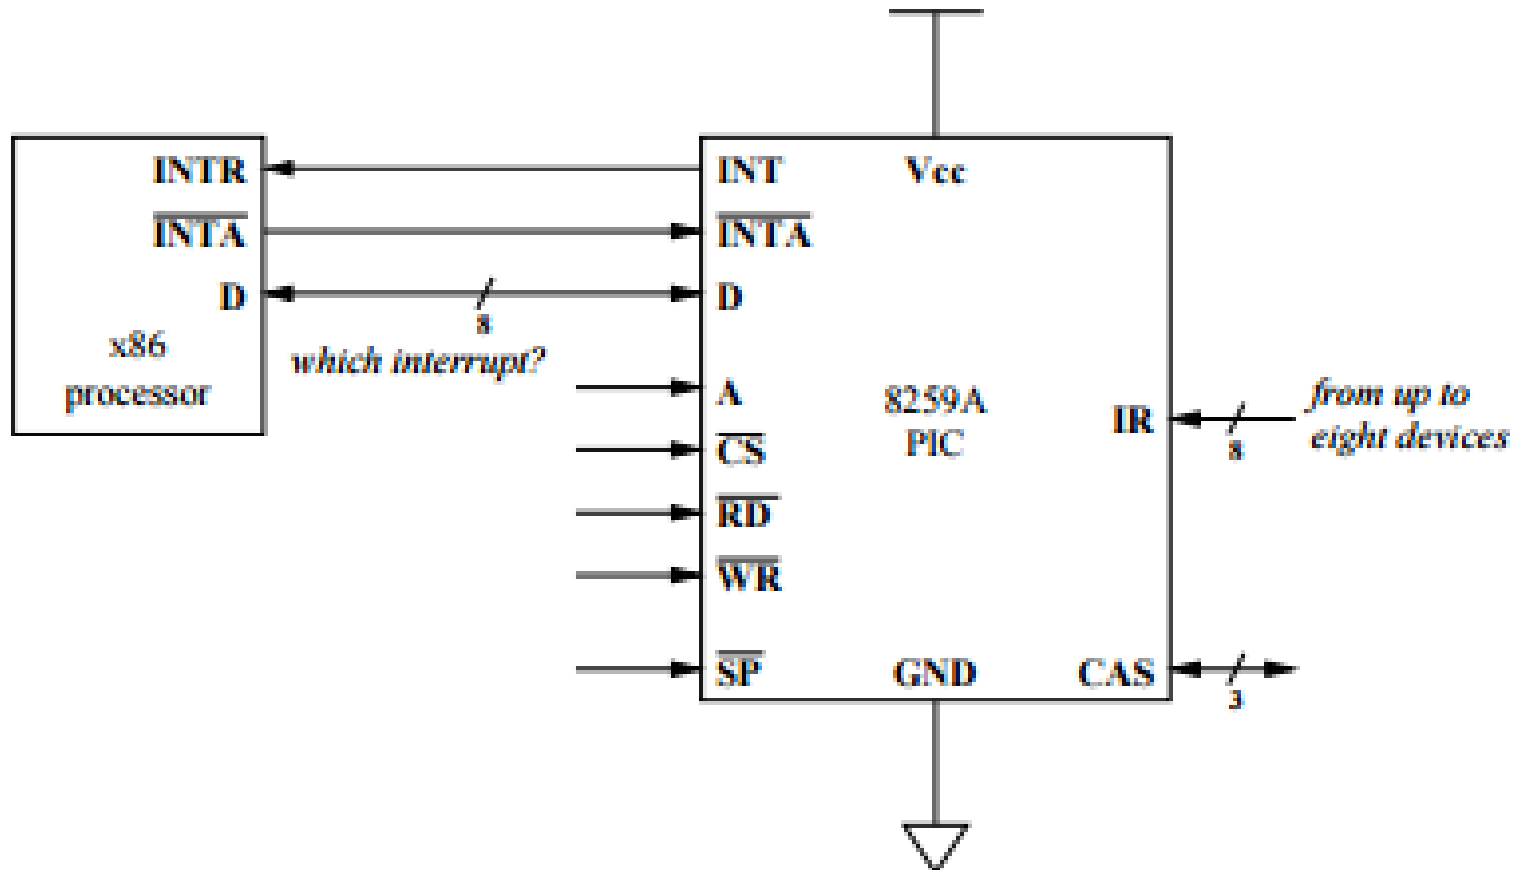 INTR
INTA
D
x86
processor
8
which interrupt?
INT
Vcc
INTA
D
A
CS
RD
WR
SP
8259A
PIC
GND
IR
CAS
8
from up to
eight devices
3